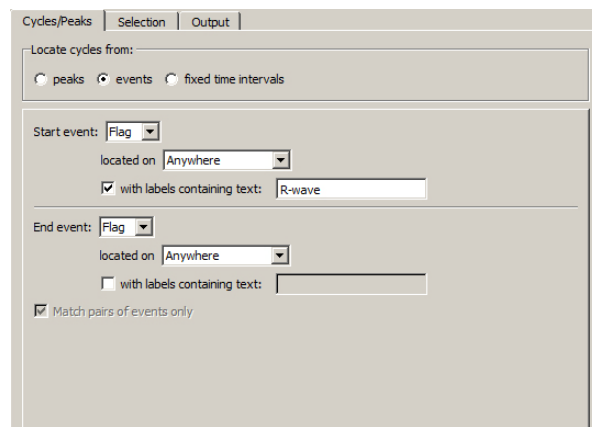 Cycles/Peaks Selection Output
Locate cycles from:
peaks events fixed time intervals
Start event: Flag
located on Anywhere
with labels containing text: R-wave
End event: Flag
located on Anywhere
with labels containing text:
Match pairs of events only